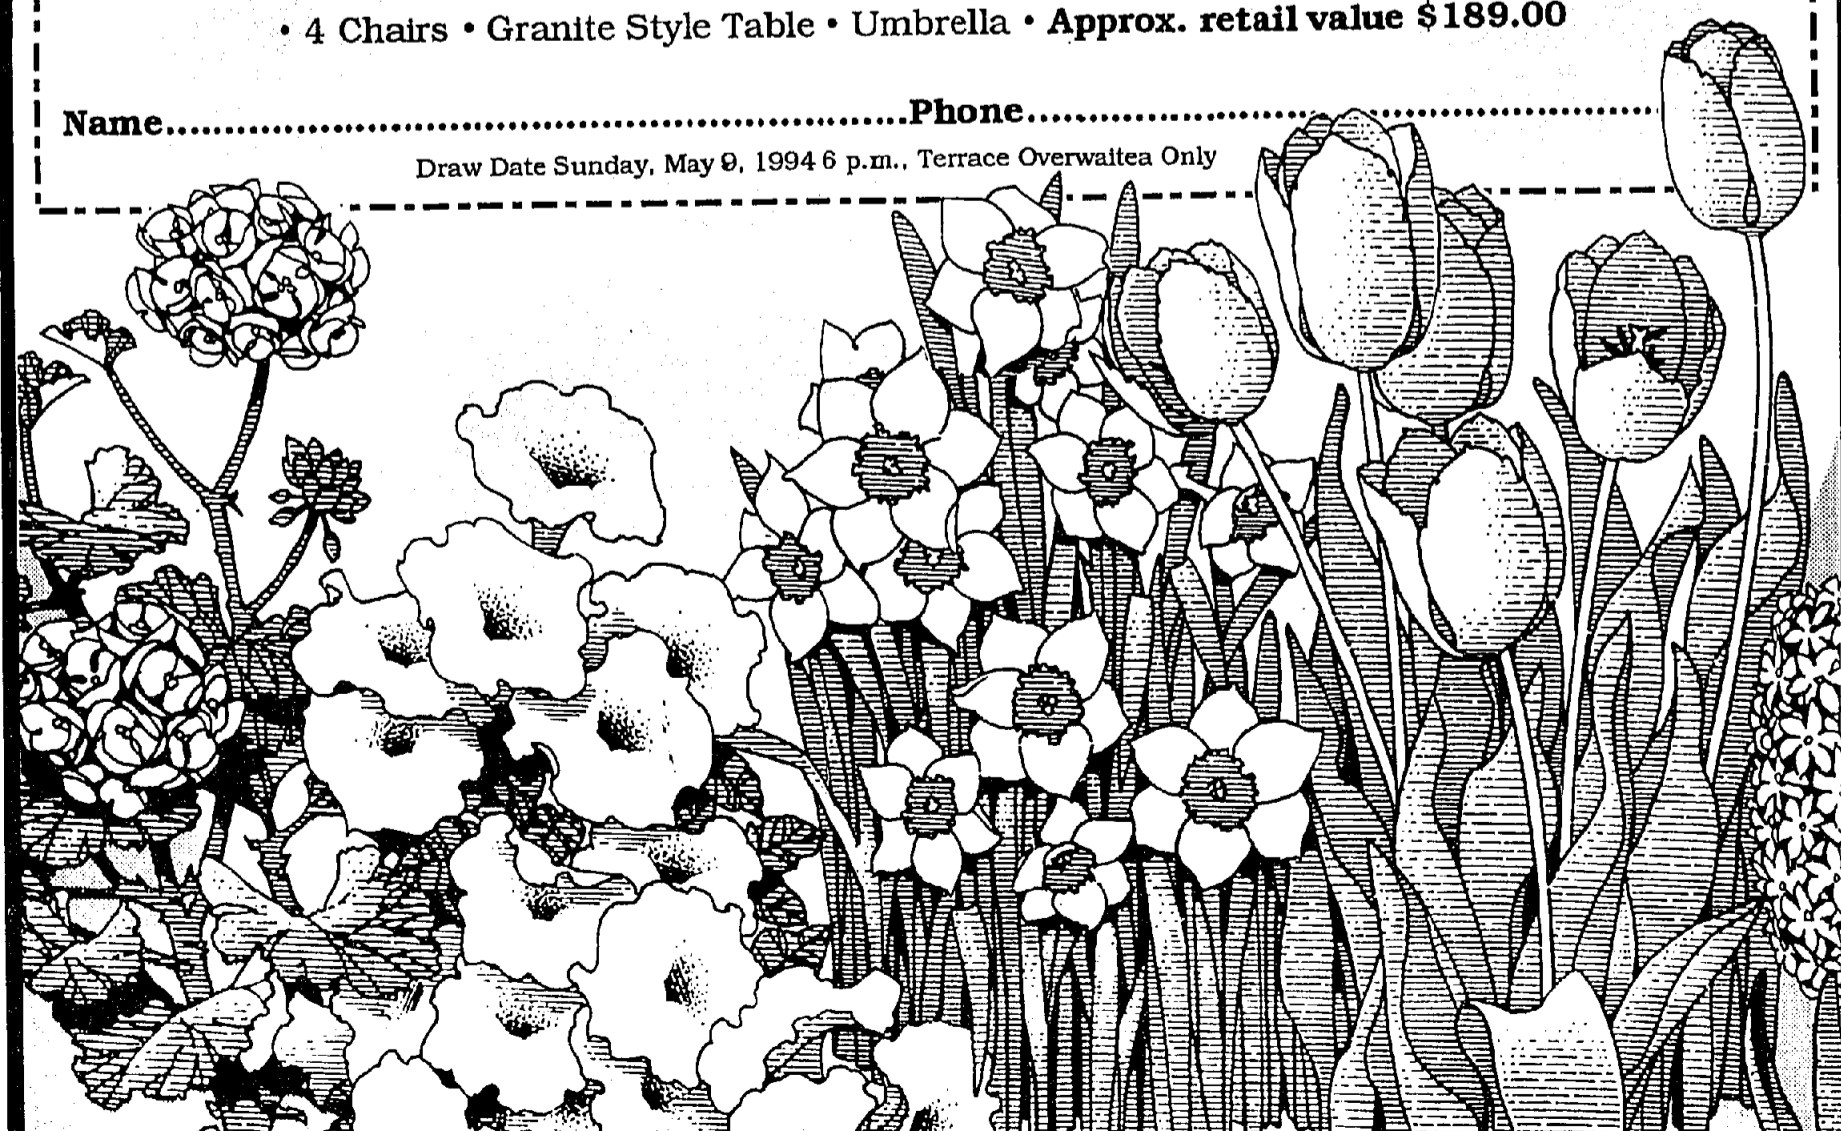 • 4 Chairs • Granite Style Table • Umbrella • Approx. retail value $189.00
Name..........................................................Phone..........................................................
Draw Date Sunday, May 1994 6 p.m., Terrace Overwaitea Only